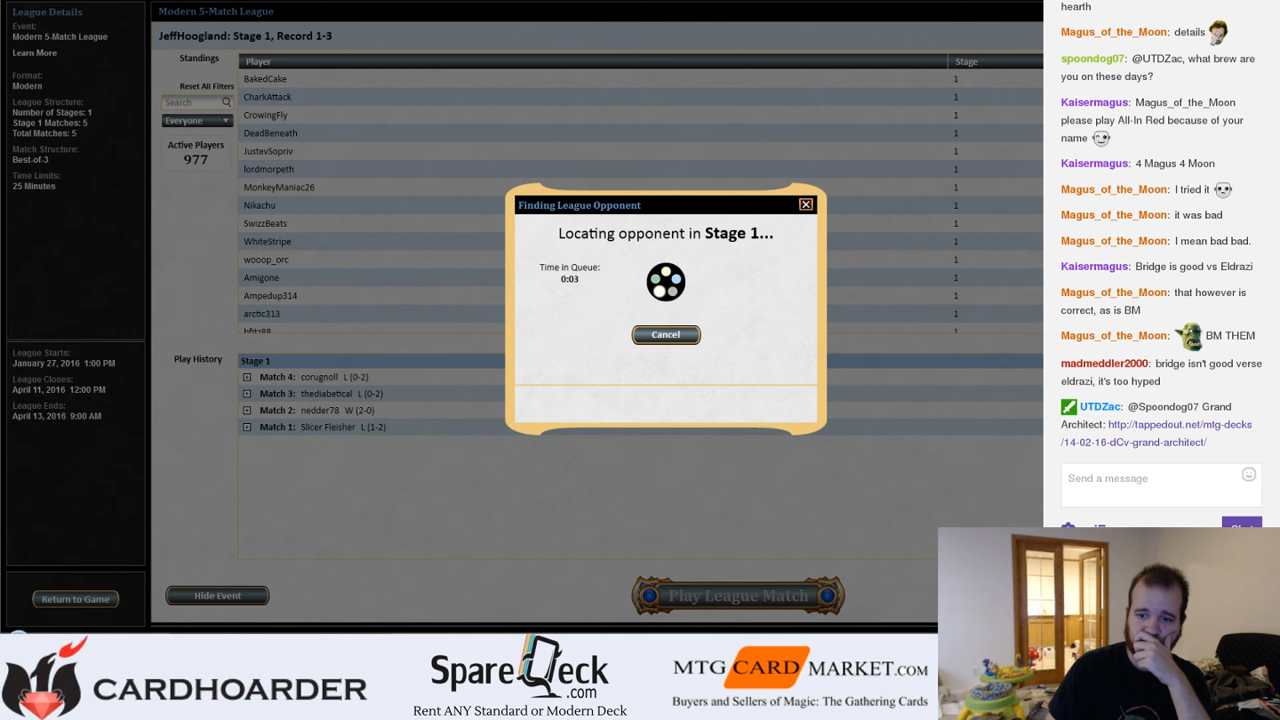 League Details
Event:
Modern 5-Match League
Learn More
Format:
Modern
League Structure:
Number of Stages: 1
Stage 1 Matches: 5
Total Matches: 5
Match Structure:
Best-of-3
Time Limits:
25 Minutes
League Starts:
January 27, 2016 1:00 PM
League Closes:
April 11, 2016 12:00 PM
League Ends:
April 13, 2016 9:00 AM
Return to Game
Modern 5-Match League
JeffHoogland: Stage 1, Record 1-3
Standings
Reset All Filters
Search
Everyone
Active Players
977
Player Stage
BakedCake 1
CharkAttack 1
CrowingFly 1
DeadBeneath 1
JustevSopriv 1
lordmorpeth 1
MonkeyManiac26 1
Nikachu 1
SwizzBeats 1
WhiteStripe 1
wooop_orc 1
Amigone 1
Ampedup314 1
arctic313 1
Finding League Opponent
Locating opponent in Stage 1...
Time in Queue:
0:03
Cancel
Play History
Stage 1
Match 4: corugnoll L (0-2)
Match 3: thediabetical L (0-2)
Match 2: nedder78 W (2-0)
Match 1: Slicer Fleisher L (1-2)
Hide Event
Play League Match
hearth
Magus_of_the_Moon: details
spoondog07: @UTDZac, what brew are
you on these days?
Kaisermagus: Magus_of_the_Moon
please play All-In Red because of your
name
Kaisermagus: 4 Magus 4 Moon
Magus_of_the_Moon: I tried it
Magus_of_the_Moon: it was bad
Magus_of_the_Moon: I mean bad bad.
Kaisermagus: Bridge is good vs Eldrazi
Magus_of_the_Moon: that however is
correct, as is BM
Magus_of_the_Moon: BM THEM
madmeddler2000: bridge isn't good verse
eldrazi, it's too hyped
UTDZac: @Spoondog07 Grand
Architect: http://tappedout.net/mtg-decks
/14-02-16-dCv-grand-architect/
Send a message
CARDHOARDER
SpareDeck
.com
Rent ANY Standard or Modern Deck
MTG CARD MARKET.COM
Buyers and Sellers of Magic: The Gathering Cards